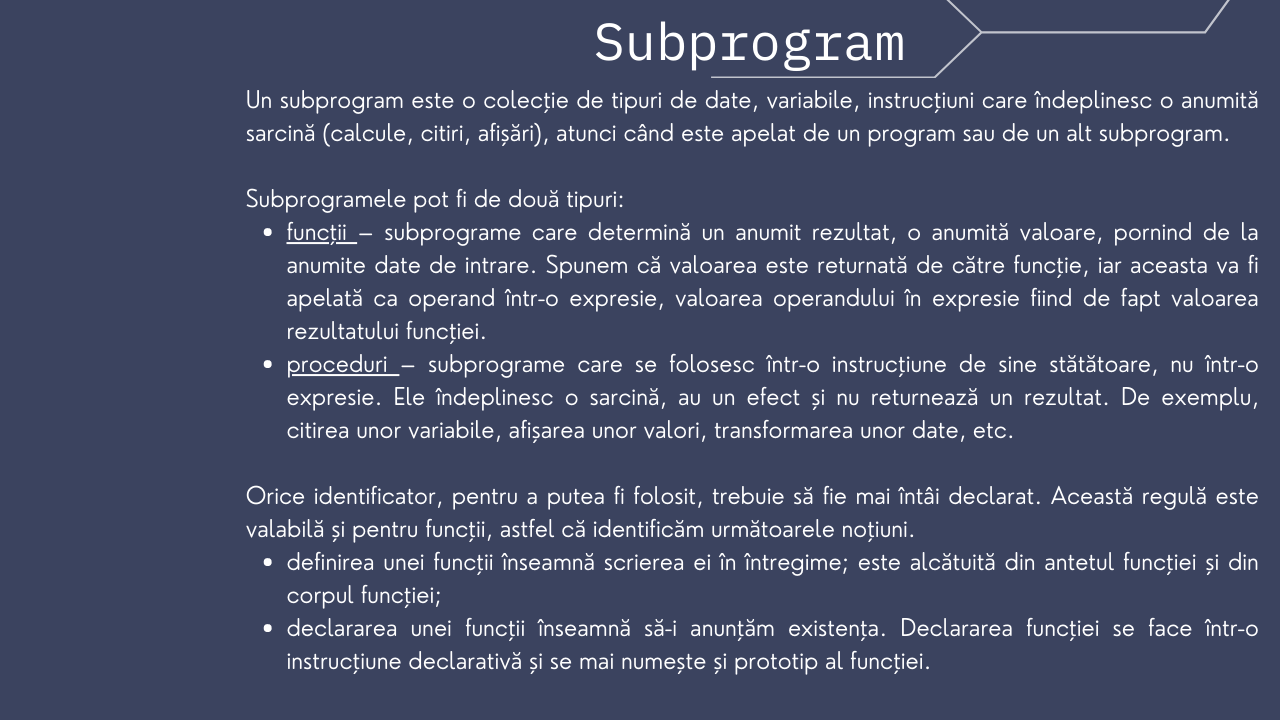 Subprogram
Un subprogram este o colecție de tipuri de date, variabile, instrucțiuni care îndeplinesc o anumită
sarcină (calcule, citiri, afișări), atunci când este apelat de un program sau de un alt subprogram.
Subprogramele pot fi de două tipuri:
• funcții – subprograme care determină un anumit rezultat, o anumită valoare, pornind de la
anumite date de intrare. Spunem că valoarea este returnată de către funcție, iar aceasta va fi
apelată ca operand într-o expresie, valoarea operandului în expresie fiind de fapt valoarea
rezultatului funcției.
• proceduri – subprograme care se folosesc într-o instrucțiune de sine stătătoare, nu într-o
expresie. Ele îndeplinesc o sarcină, au un efect și nu returnează un rezultat. De exemplu,
citirea unor variabile, afișarea unor valori, transformarea unor date, etc.
Orice identificator, pentru a putea fi folosit, trebuie să fie mai întâi declarat. Această regulă este
valabilă și pentru funcții, astfel că identificăm următoarele noțiuni.
• definirea unei funcții înseamnă scrierea ei în întregime; este alcătuită din antetul funcției și din
corpul funcției;
• declararea unei funcții înseamnă să-i anunțăm existența. Declararea funcției se face într-o
instrucțiune declarativă și se mai numește și prototip al funcției.